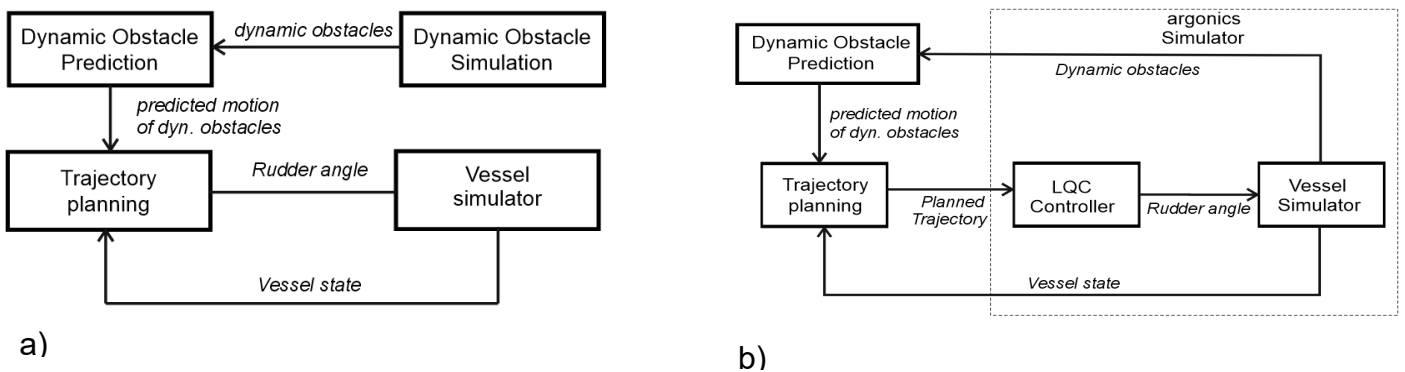 Dynamic Obstacle
Prediction
dynamic obstacles
Dynamic Obstacle
Simulation
predicted motion
of dyn. obstacles
Trajectory
planning
Rudder angle
Vessel
simulator
Vessel state
a)
argonics
Simulator
Dynamic Obstacle
Prediction
Dynamic obstacles
predicted motion
of dyn. obstacles
Trajectory
planning
Planned
Trajectory
LQC
Controller
Rudder angle
Vessel
Simulator
Vessel state
b)